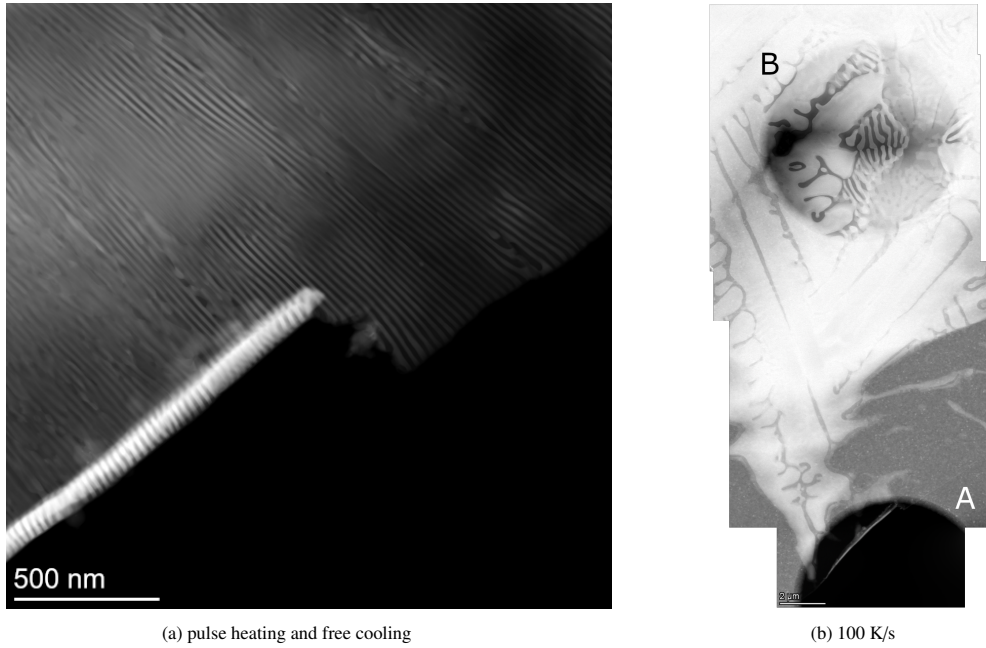 B
A
500 nm
2 μm
(a) pulse heating and free cooling
(b) 100 K/s